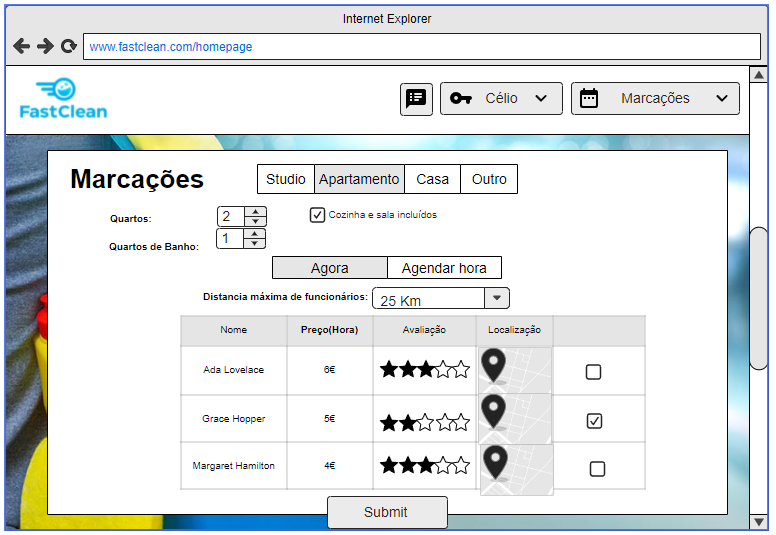 Internet Explorer
www.fastclean.com/homepage
FastClean
Célio
Marcações
Marcações
Studio Apartamento Casa Outro
Quartos: 2 Cozinha e sala incluídos
Quartos de Banho: 1
Agora Agendar hora
Distancia máxima de funcionários: 25 Km
Nome Preço(Hora) Avaliação Localização
Ada Lovelace 6€
Grace Hopper 5€
Margaret Hamilton 4€
Submit